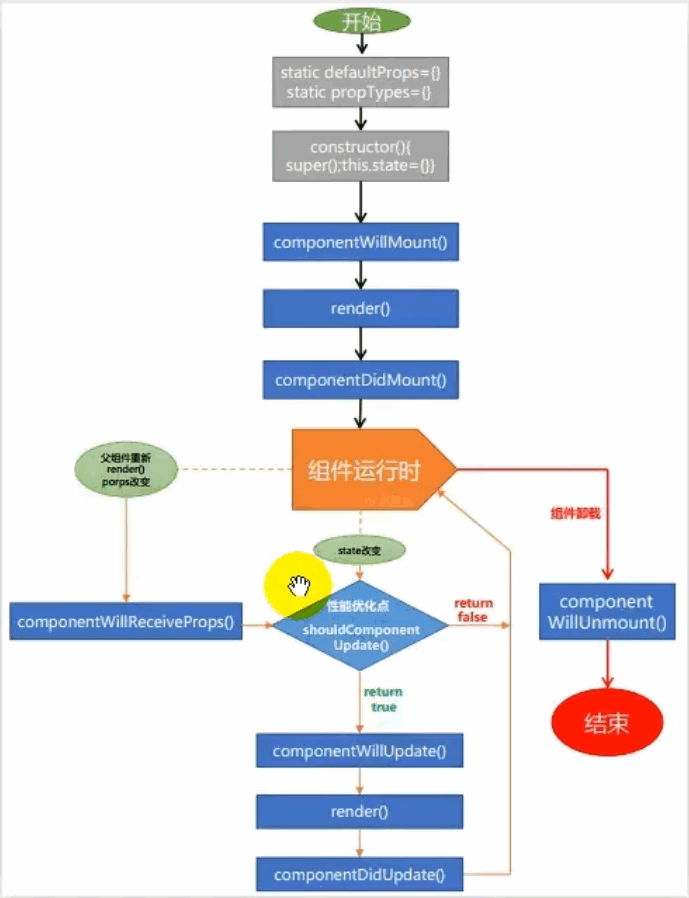 开始
static defaultProps={}
static propTypes={}
constructor(){
super();this.state={}}
componentWillMount()
render()
componentDidMount()
组件运行时
父组件重新
render()
porps改变
state改变
组件卸载
componentWillReceiveProps()
性能优化点
shouldComponent
Update()
return
false
component
WillUnmount()
return
true
结束
componentWillUpdate()
render()
componentDidUpdate()